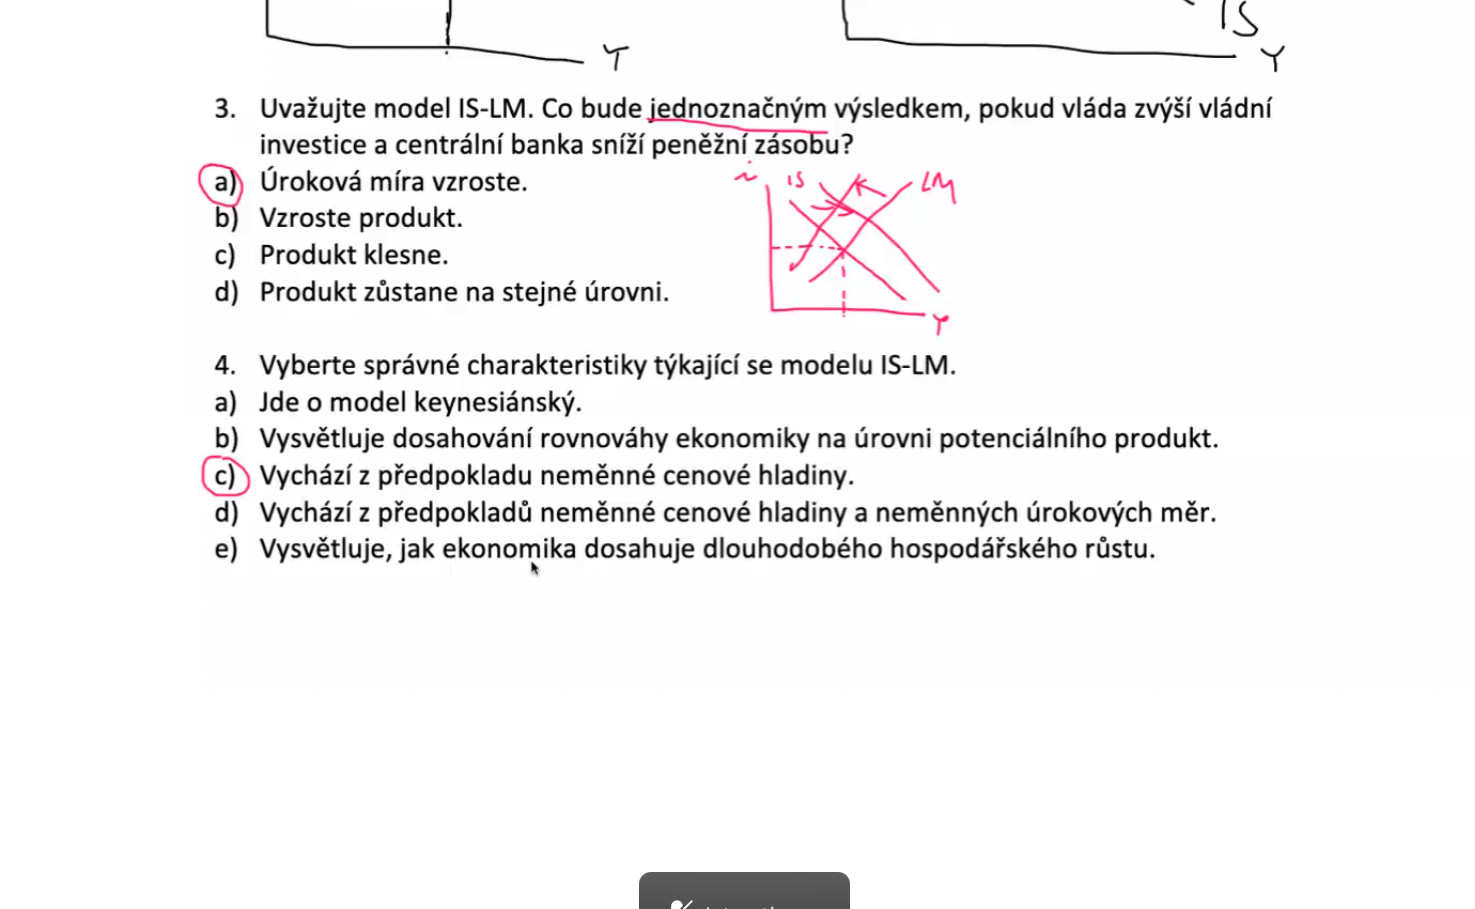 IS
Y
Y
3. Uvažujte model IS-LM. Co bude jednoznačným výsledkem, pokud vláda zvýší vládní
investice a centrální banka sníží peněžní zásobu?
a) Úroková míra vzroste.
b) Vzroste produkt.
c) Produkt klesne.
d) Produkt zůstane na stejné úrovni.
i
IS
LM
Y
4. Vyberte správné charakteristiky týkající se modelu IS-LM.
a) Jde o model keynesiánský.
b) Vysvětluje dosahování rovnováhy ekonomiky na úrovni potenciálního produkt.
c) Vychází z předpokladu neměnné cenové hladiny.
d) Vychází z předpokladů neměnné cenové hladiny a neměnných úrokových měr.
e) Vysvětluje, jak ekonomika dosahuje dlouhodobého hospodářského růstu.